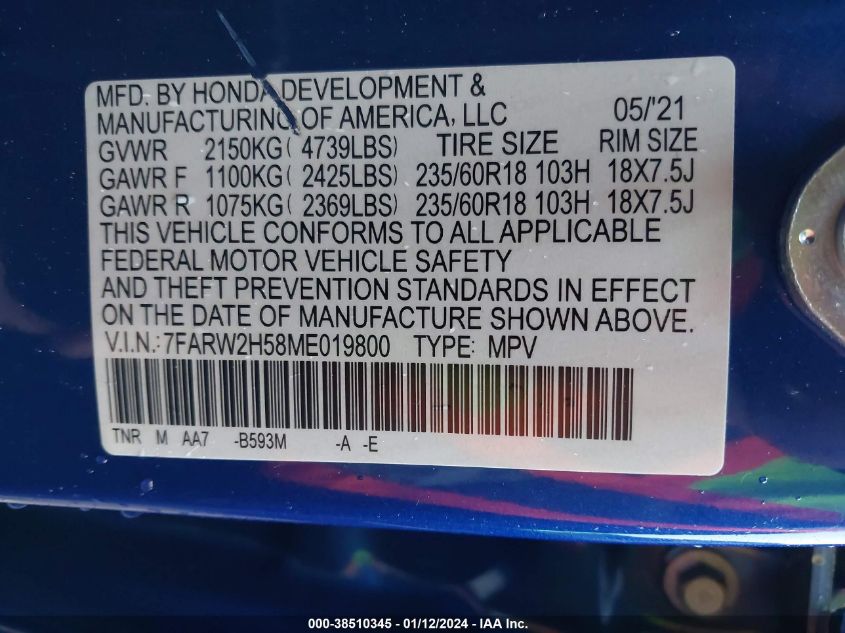 MFD. BY HONDA DEVELOPMENT &
MANUFACTURING OF AMERICA, LLC 05/'21
GVWR 2150KG( 4739LBS) TIRE SIZE RIM SIZE
GAWR F 1100KG( 2425LBS) 235/60R18 103H 18X7.5J
GAWR R 1075KG( 2369LBS) 235/60R18 103H 18X7.5J
THIS VEHICLE CONFORMS TO ALL APPLICABLE
FEDERAL MOTOR VEHICLE SAFETY
AND THEFT PREVENTION STANDARDS IN EFFECT
ON THE DATE OF MANUFACTURE SHOWN ABOVE.
V.I.N.:7FARW2H58ME019800 TYPE: MPV
TNR M AA7 -B593M -A -E
000-38510345 - 01/12/2024 - IAA Inc.